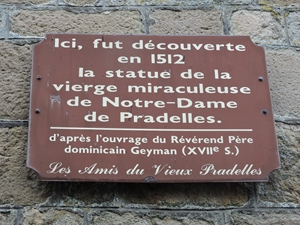 Ici, fut découverte
en 1512
la statue de la
vierge miraculeuse
de Notre-Dame
de Pradelles.
d'après l'ouvrage du Révérend Père
dominicain Geyman (XVIIe S.)
Les Amis du Vieux Pradelles